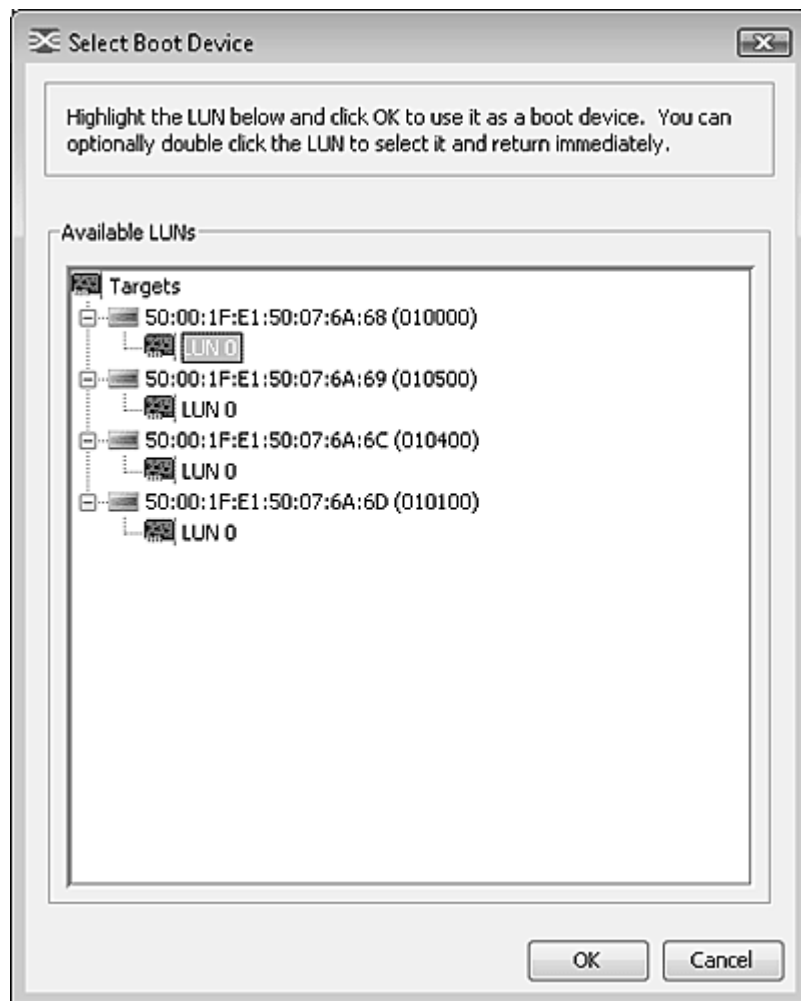 Select Boot Device
Highlight the LUN below and click OK to use it as a boot device. You can
optionally double click the LUN to select it and return immediately.
Available LUNs
Targets
50:00:1F:E1:50:07:6A:68 (010000)
LUN 0
50:00:1F:E1:50:07:6A:69 (010500)
LUN 0
50:00:1F:E1:50:07:6A:6C (010400)
LUN 0
50:00:1F:E1:50:07:6A:6D (010100)
LUN 0
OK Cancel